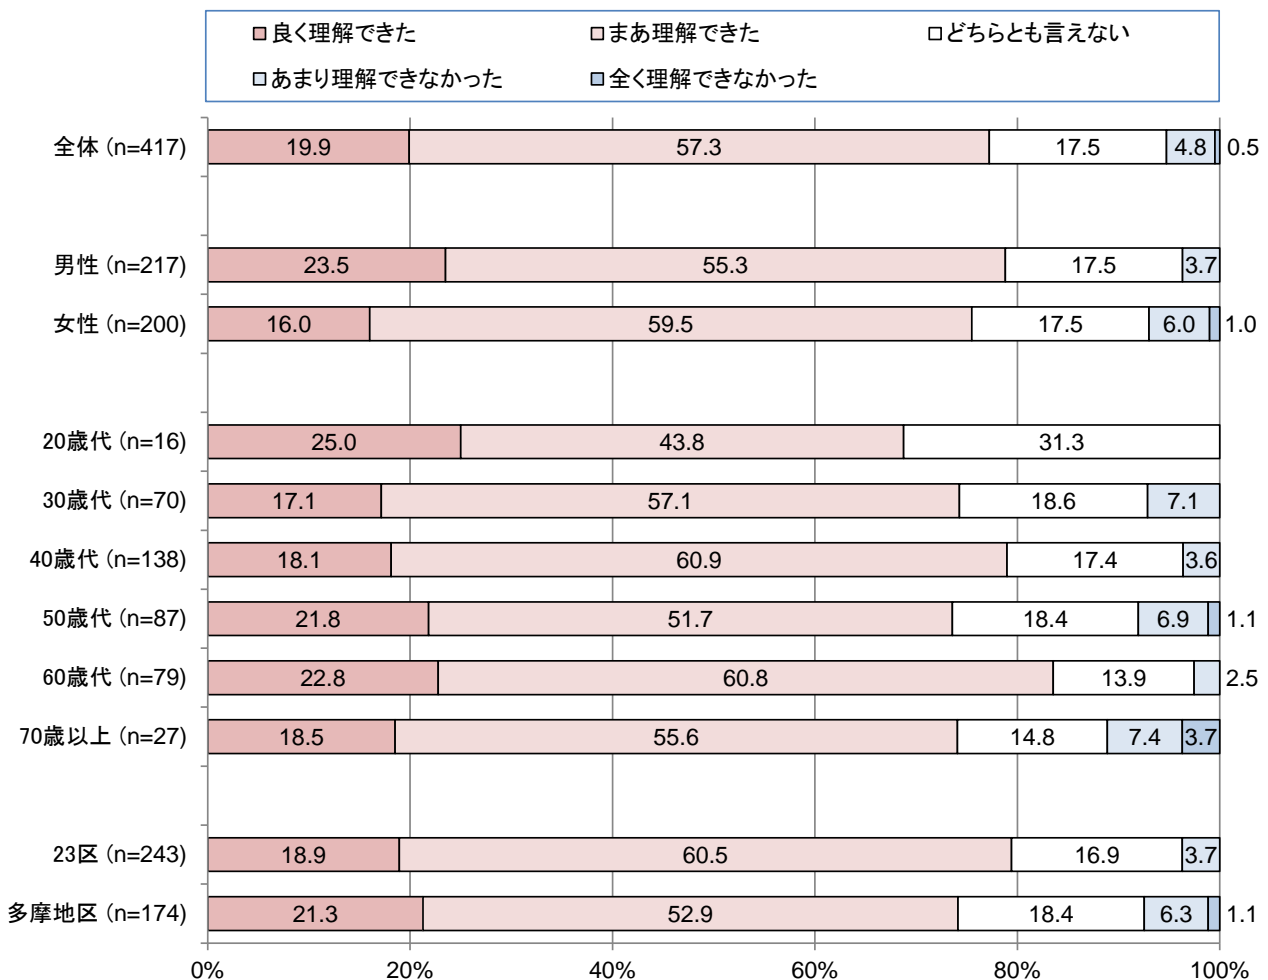 良く理解できた まあ理解できた どちらとも言えない
あまり理解できなかった 全く理解できなかった
全体 (n=417) 19.9 57.3 17.5 4.8 0.5
男性 (n=217) 23.5 55.3 17.5 3.7
女性 (n=200) 16.0 59.5 17.5 6.0 1.0
20歳代 (n=16) 25.0 43.8 31.3
30歳代 (n=70) 17.1 57.1 18.6 7.1
40歳代 (n=138) 18.1 60.9 17.4 3.6
50歳代 (n=87) 21.8 51.7 18.4 6.9 1.1
60歳代 (n=79) 22.8 60.8 13.9 2.5
70歳以上 (n=27) 18.5 55.6 14.8 7.4 3.7
23区 (n=243) 18.9 60.5 16.9 3.7
多摩地区 (n=174) 21.3 52.9 18.4 6.3 1.1
0% 20% 40% 60% 80% 100%